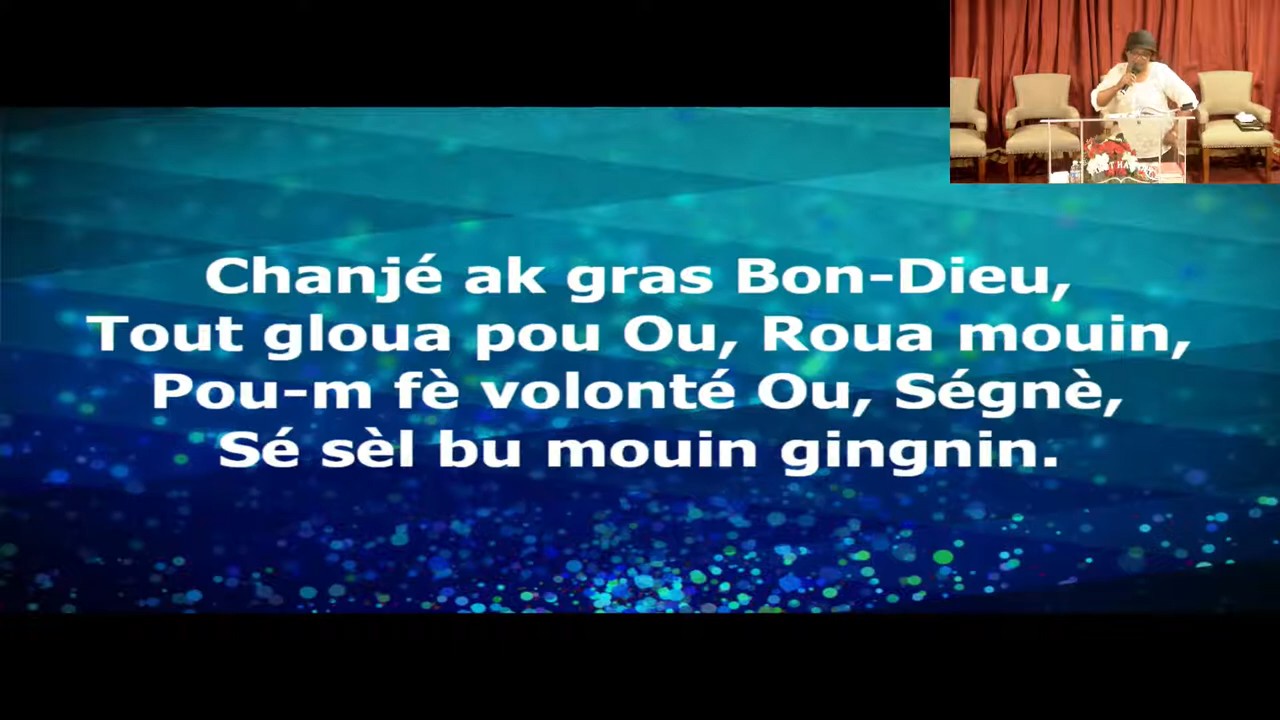 Chanjé ak gras Bon-Dieu,
Tout gloua pou Ou, Roua mouin,
Pou-m fè volonté Ou, Ségnè,
Sé sèl bu mouin gingnin.